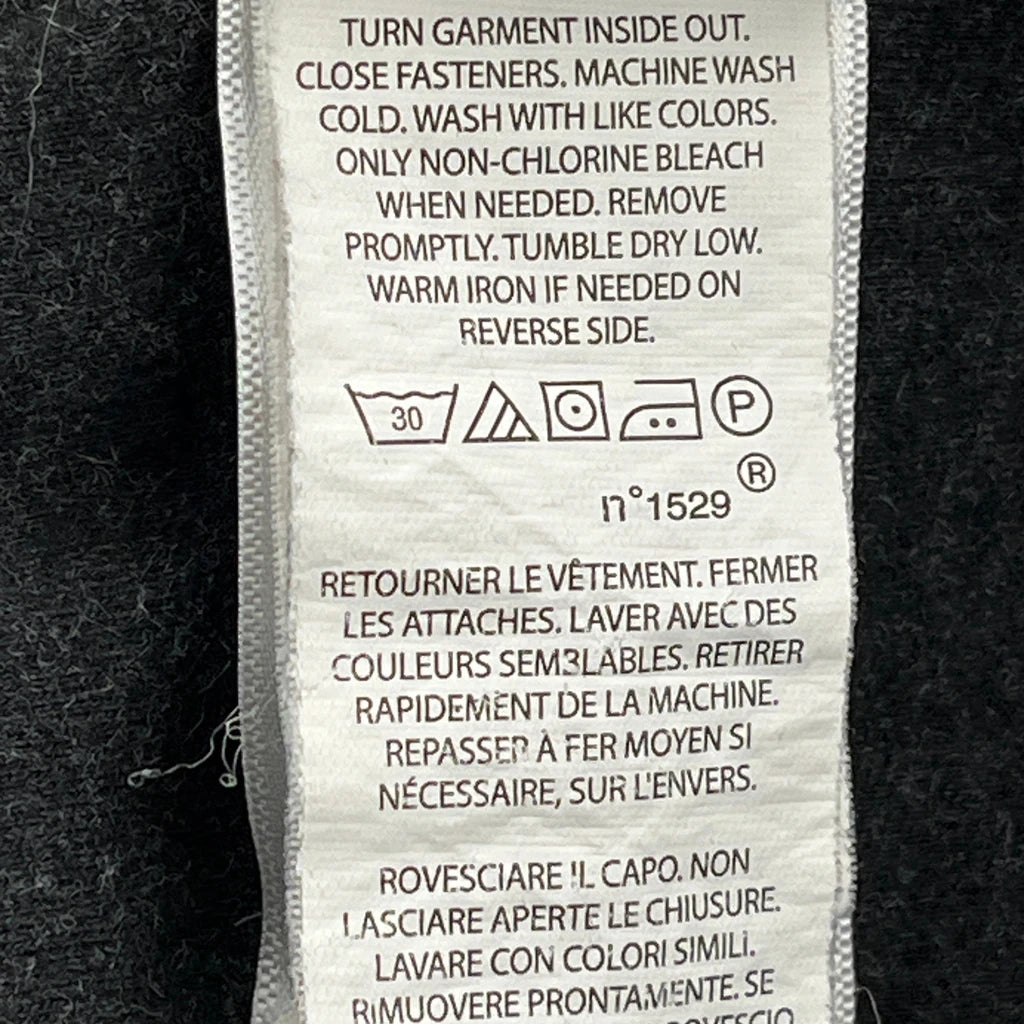 TURN GARMENT INSIDE OUT.
CLOSE FASTENERS. MACHINE WASH
COLD. WASH WITH LIKE COLORS.
ONLY NON-CHLORINE BLEACH
WHEN NEEDED. REMOVE
PROMPTLY. TUMBLE DRY LOW.
WARM IRON IF NEEDED ON
REVERSE SIDE.
30 P
®
n°1529
RETOURNER LE VÊTEMENT. FERMER
LES ATTACHES. LAVER AVEC DES
COULEURS SEMBLABLES. RETIRER
RAPIDEMENT DE LA MACHINE.
REPASSER À FER MOYEN SI
NÉCESSAIRE, SUR L'ENVERS.
ROVESCIARE IL CAPO. NON
LASCIARE APERTE LE CHIUSURE.
LAVARE CON COLORI SIMILI.
RIMUOVERE PRONTAMENTE. SE